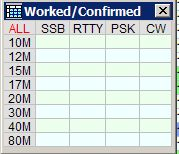 Worked/Confirmed
ALL SSB RTTY PSK CW
10M
12M
15M
17M
20M
30M
40M
80M